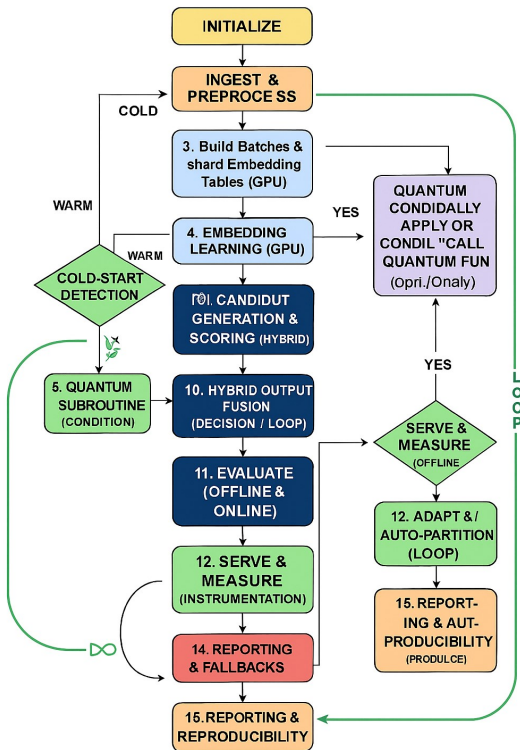 INITIALIZE
INGEST &
PREPROCE SS
COLD
3. Build Batches &
shard Embedding
Tables (GPU)
WARM
YES
QUANTUM
CONDIDALLY
APPLY OR
CONDIL "CALL
QUANTUM FUN
(Opri./Onaly)
4. EMBEDDING
LEARNING (GPU)
WARM
COLD-START
DETECTION
CANDIDUT
GENERATION &
SCORING (HYBRID)
YES
LOOP
5. QUANTUM
SUBROUTINE
(CONDITION)
10. HYBRID OUTPUT
FUSION
(DECISION / LOOP)
SERVE &
MEASURE
(OFFLINE
11. EVALUATE
(OFFLINE &
ONLINE)
12. ADAPT &/
AUTO-PARTITION
(LOOP)
12. SERVE &
MEASURE
(INSTRUMENTATION)
15. REPORT-
ING & AUT-
PRODUCIBILITY
(PRODULCE)
14. REPORTING
& FALLBACKS
15. REPORTING &
REPRODUCIBILITY